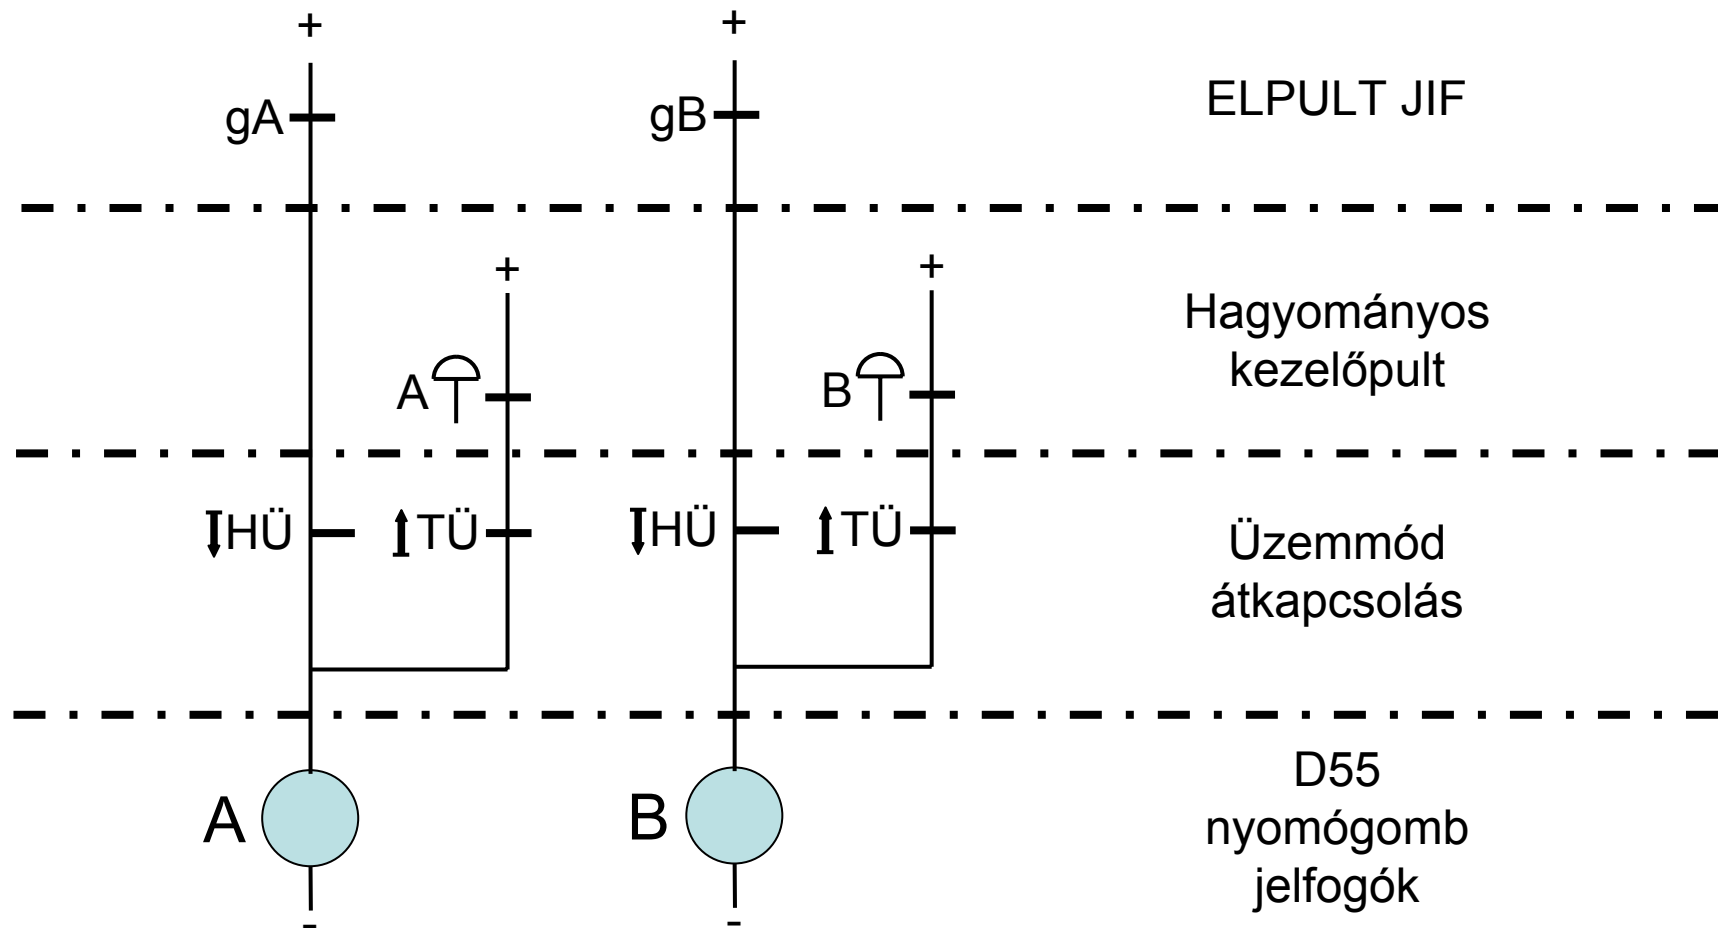 + +
gA gB ELPULT JIF
+ +
Hagyományos
kezelőpult
A B
HÜ TÜ HÜ TÜ
Üzemmód
átkapcsolás
A B
D55
nyomógomb
jelfogók
- -